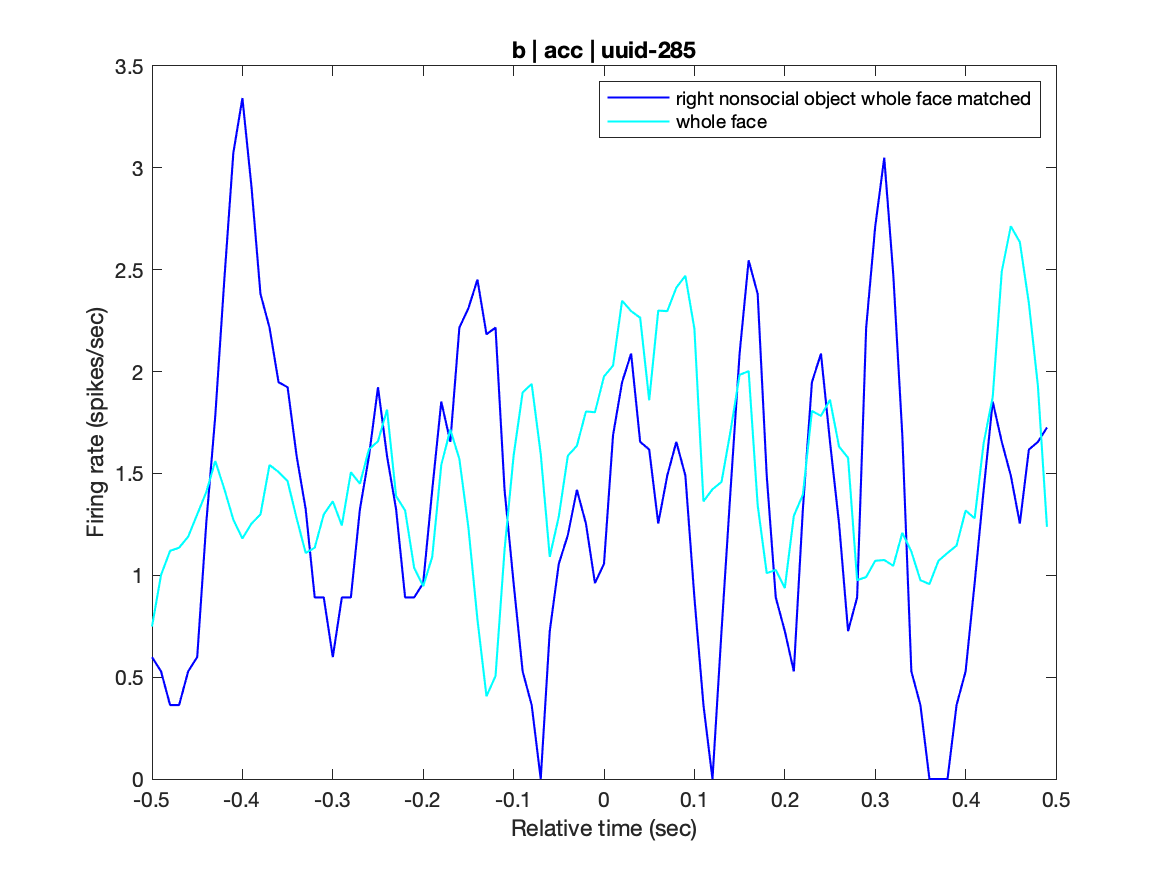 b | acc | uuid-285
right nonsocial object whole face matched
whole face
Firing rate (spikes/sec)
3.5
3
2.5
2
1.5
1
0.5
0
-0.5 -0.4 -0.3 -0.2 -0.1 0 0.1 0.2 0.3 0.4 0.5
Relative time (sec)